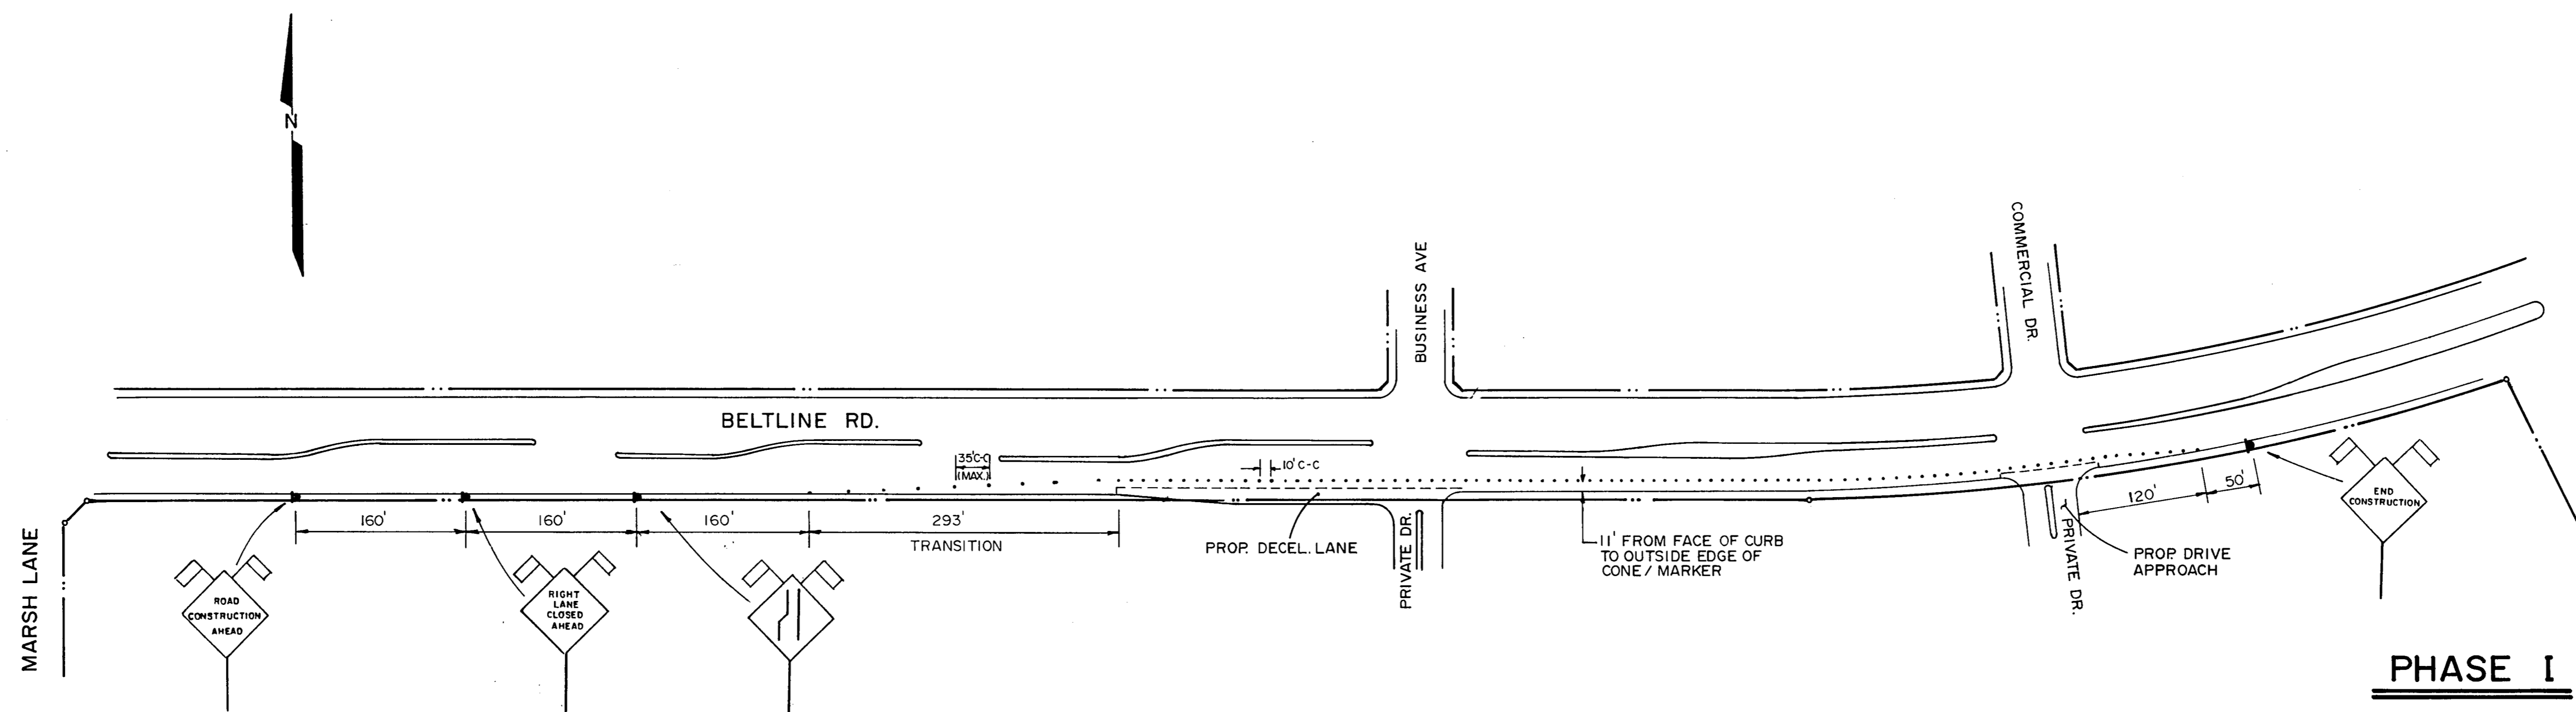 N
COMMERCIAL DR.
BUSINESS AVE
BELTLINE RD.
35'C-C
(MAX.)
10' C-C
160'
160'
160'
293'
TRANSITION
PROP. DECEL. LANE
PRIVATE DR.
11' FROM FACE OF CURB
TO OUTSIDE EDGE OF
CONE / MARKER
PRIVATE DR.
120'
50'
PROP. DRIVE
APPROACH
END
CONSTRUCTION
MARSH LANE
ROAD
CONSTRUCTION
AHEAD
RIGHT
LANE
CLOSED
AHEAD
PHASE I